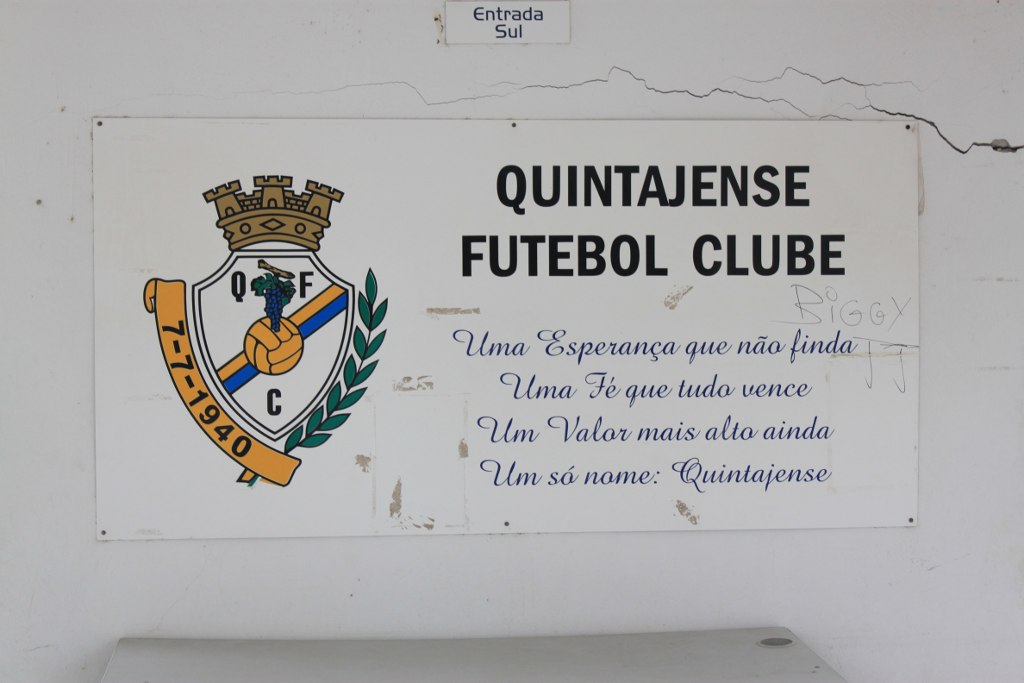 Entrada
Sul
QUINTAJENSE
FUTEBOL CLUBE
Q F
C
7-7-1940
BiGGY
JJ
Uma Esperança que não finda
Uma Fé que tudo vence
Um Valor mais alto ainda
Um só nome: Quintajense